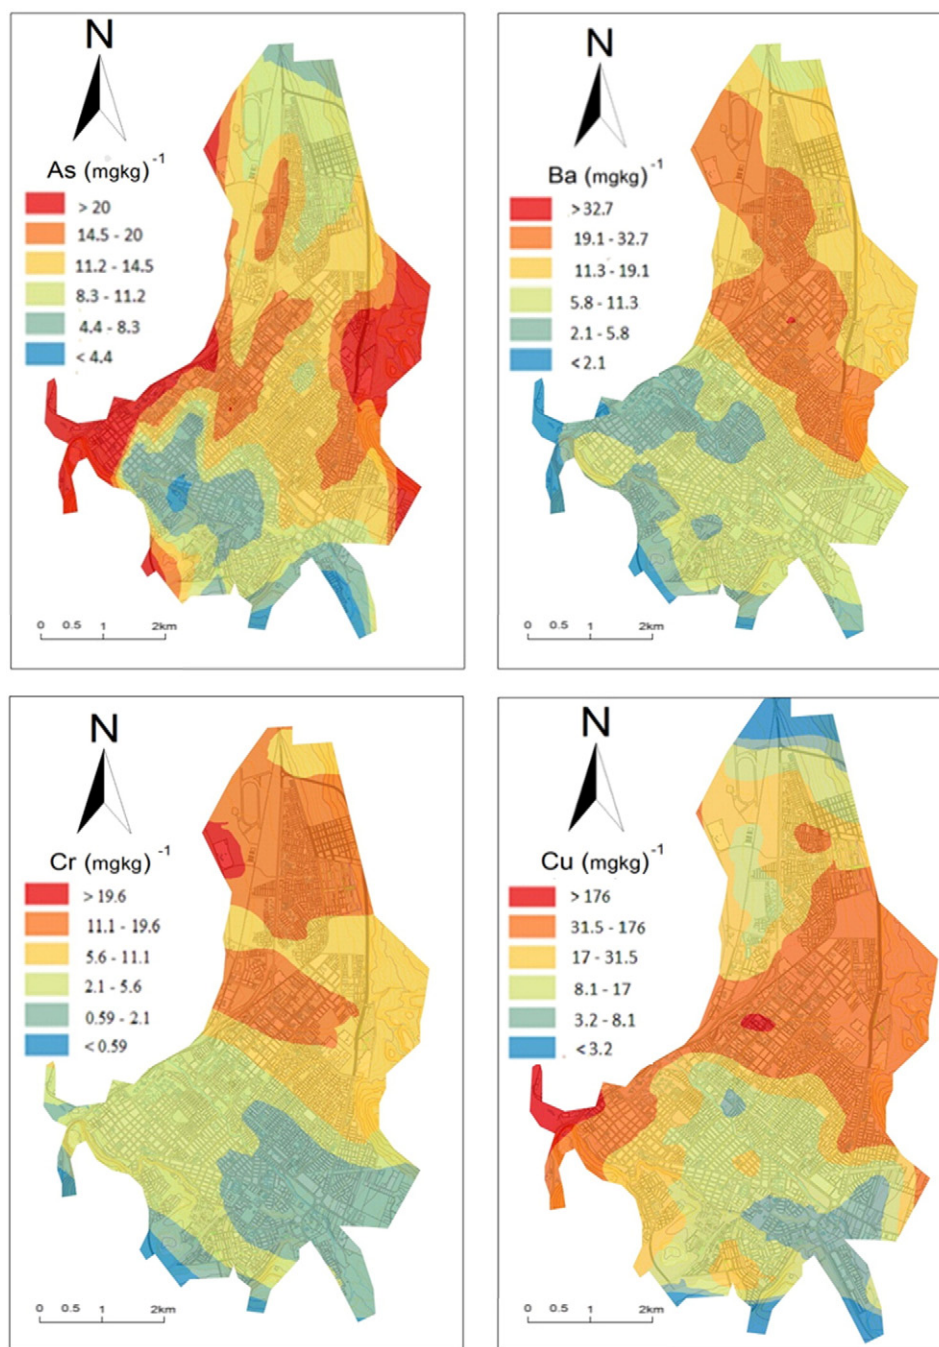 N
As (mgkg) -1
> 20
14.5 - 20
11.2 - 14.5
8.3 - 11.2
4.4 - 8.3
< 4.4
0 0.5 1 2km
N
Ba (mgkg) -1
> 32.7
19.1 - 32.7
11.3 - 19.1
5.8 - 11.3
2.1 - 5.8
< 2.1
0 0.5 1 2km
N
Cr (mgkg) -1
> 19.6
11.1 - 19.6
5.6 - 11.1
2.1 - 5.6
0.59 - 2.1
< 0.59
0 0.5 1 2km
N
Cu (mgkg) -1
> 176
31.5 - 176
17 - 31.5
8.1 - 17
3.2 - 8.1
< 3.2
0 0.5 1 2km